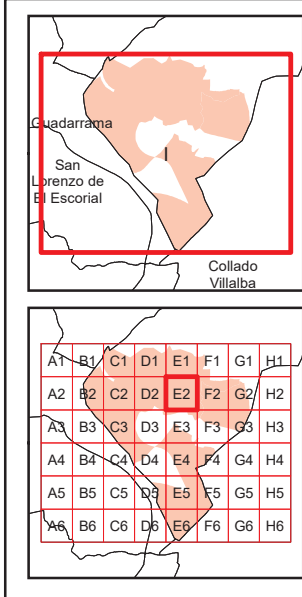 Guadarrama
San
Lorenzo de
El Escorial
Collado
Villalba
A1 B1 C1 D1 E1 F1 G1 H1
A2 B2 C2 D2 E2 F2 G2 H2
A3 B3 C3 D3 E3 F3 G3 H3
A4 B4 C4 D4 E4 F4 G4 H4
A5 B5 C5 D5 E5 F5 G5 H5
A6 B6 C6 D6 E6 F6 G6 H6